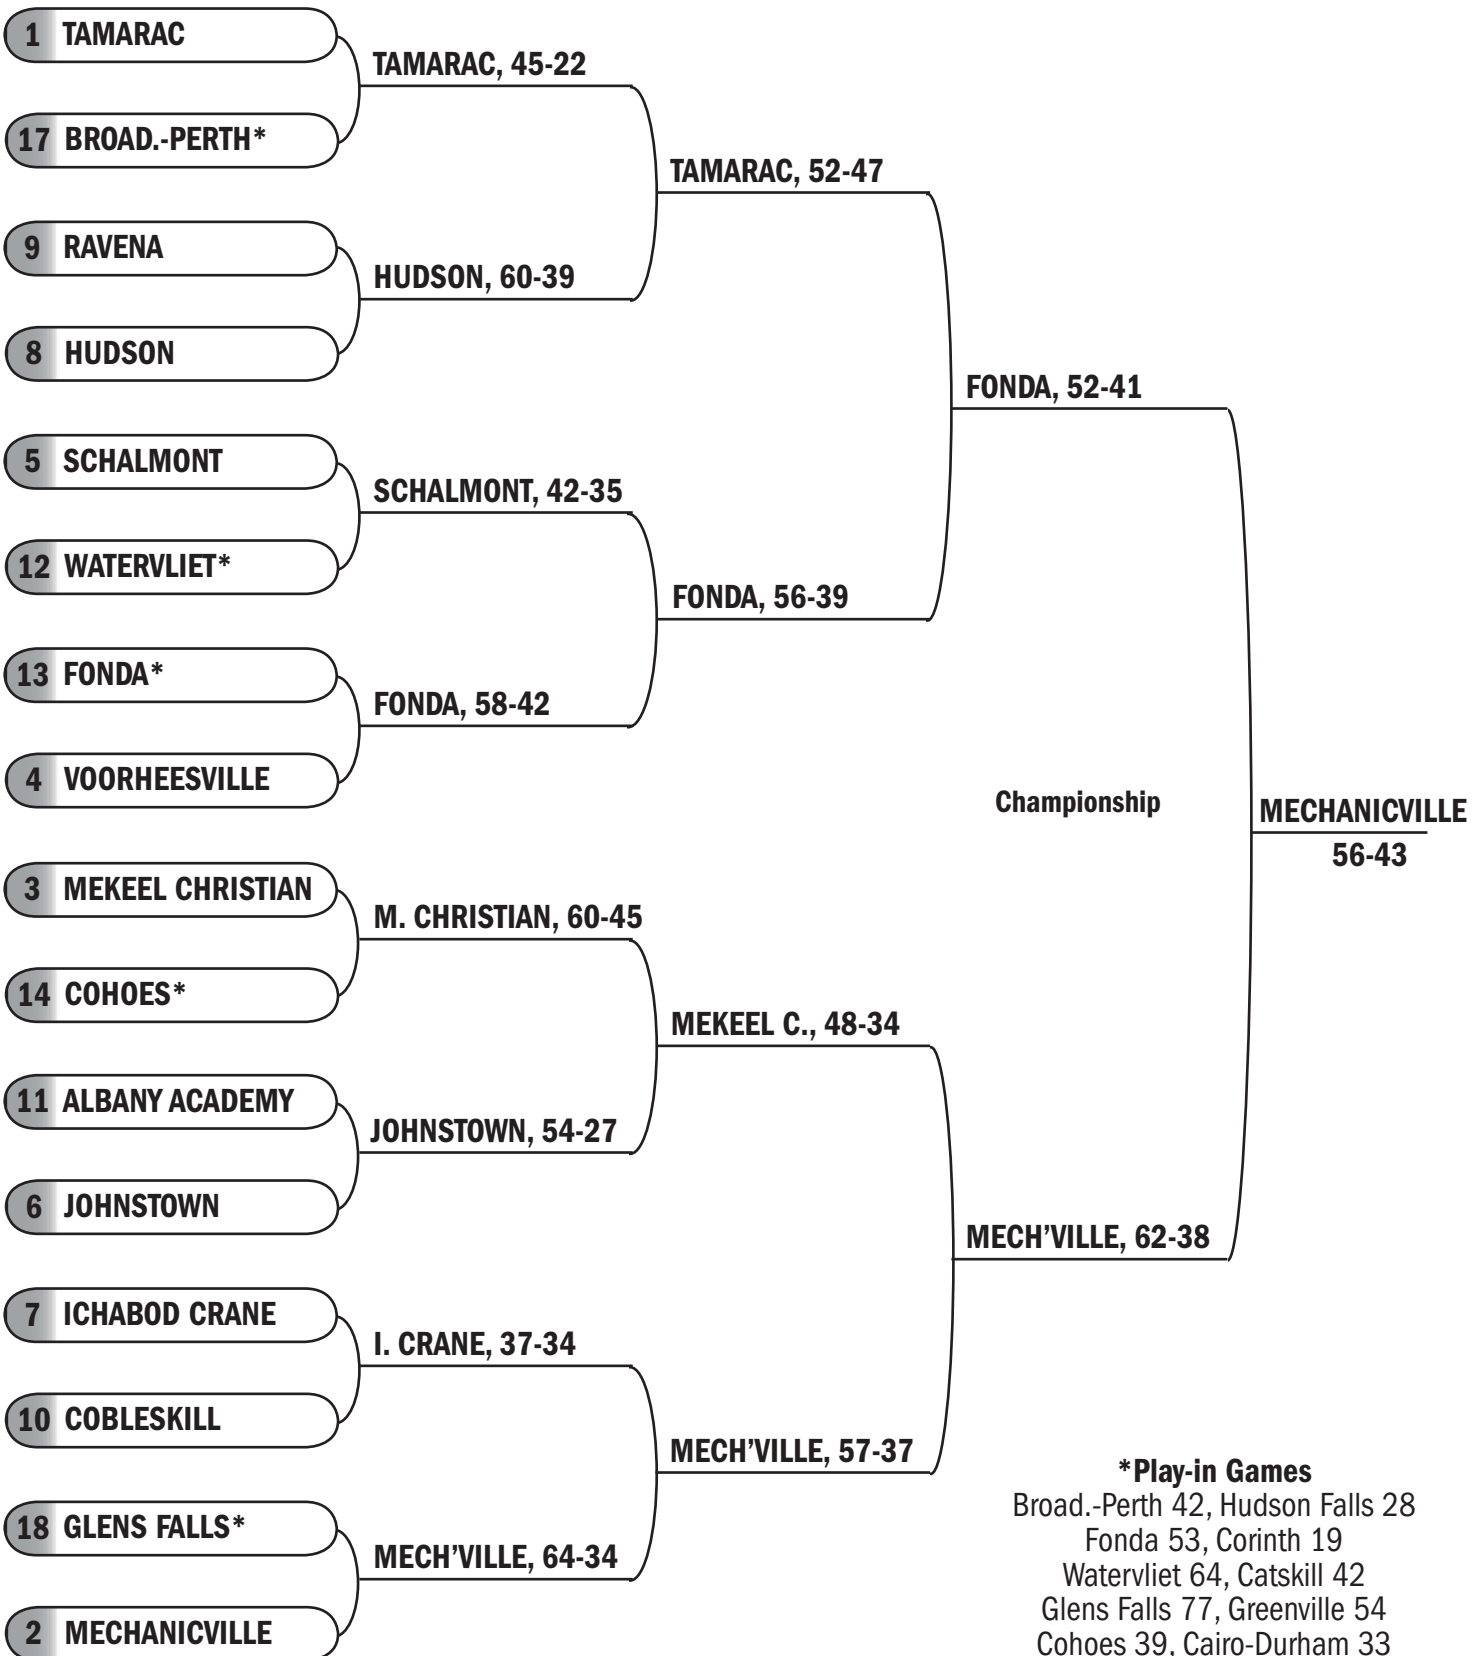 1 TAMARAC
TAMARAC, 45-22
17 BROAD.-PERTH*
TAMARAC, 52-47
9 RAVENA
HUDSON, 60-39
8 HUDSON
FONDA, 52-41
5 SCHALMONT
SCHALMONT, 42-35
12 WATERVLIET*
FONDA, 56-39
13 FONDA*
FONDA, 58-42
4 VOORHEESVILLE
Championship
MECHANICVILLE
56-43
3 MEKEEL CHRISTIAN
M. CHRISTIAN, 60-45
14 COHOES*
MEKEEL C., 48-34
11 ALBANY ACADEMY
JOHNSTOWN, 54-27
6 JOHNSTOWN
MECH’VILLE, 62-38
7 ICHABOD CRANE
I. CRANE, 37-34
10 COBLESKILL
MECH’VILLE, 57-37
18 GLENS FALLS*
MECH’VILLE, 64-34
2 MECHANICVILLE
*Play-in Games
Broad.-Perth 42, Hudson Falls 28
Fonda 53, Corinth 19
Watervliet 64, Catskill 42
Glens Falls 77, Greenville 54
Cohoes 39, Cairo-Durham 33